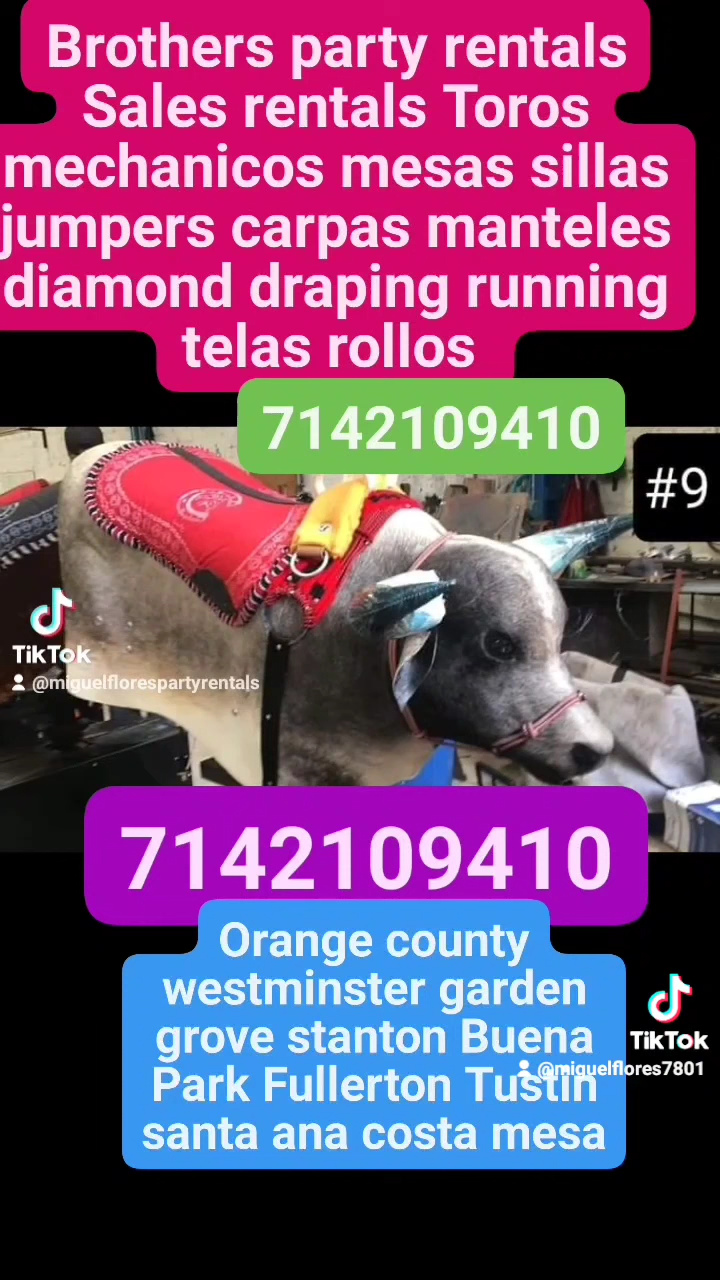 Brothers party rentals
Sales rentals Toros
mechanicos mesas sillas
jumpers carpas manteles
diamond draping running
telas rollos
7142109410
#9
TikTok
@miguelflorespartyrentals
7142109410
Orange county
westminster garden
grove stanton Buena
Park Fullerton Tustin
santa ana costa mesa
TikTok
@miguelflores7801